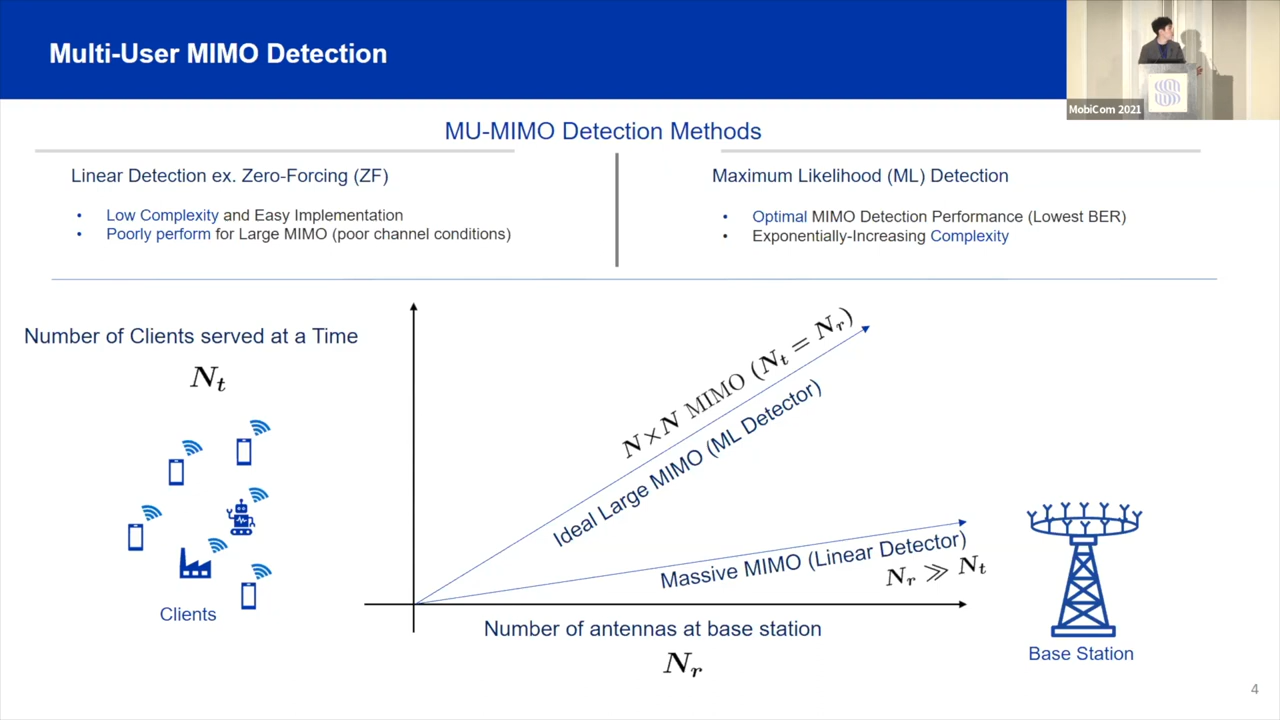 Multi-User MIMO Detection
MobiCom 2021
MU-MIMO Detection Methods
Linear Detection ex. Zero-Forcing (ZF)
• Low Complexity and Easy Implementation
• Poorly perform for Large MIMO (poor channel conditions)
Maximum Likelihood (ML) Detection
• Optimal MIMO Detection Performance (Lowest BER)
• Exponentially-Increasing Complexity
Number of Clients served at a Time
Nt
N×N MIMO (Nt = Nr)
Ideal Large MIMO (ML Detector)
Massive MIMO (Linear Detector)
Nr ≫ Nt
Clients
Number of antennas at base station
Nr
Base Station
4